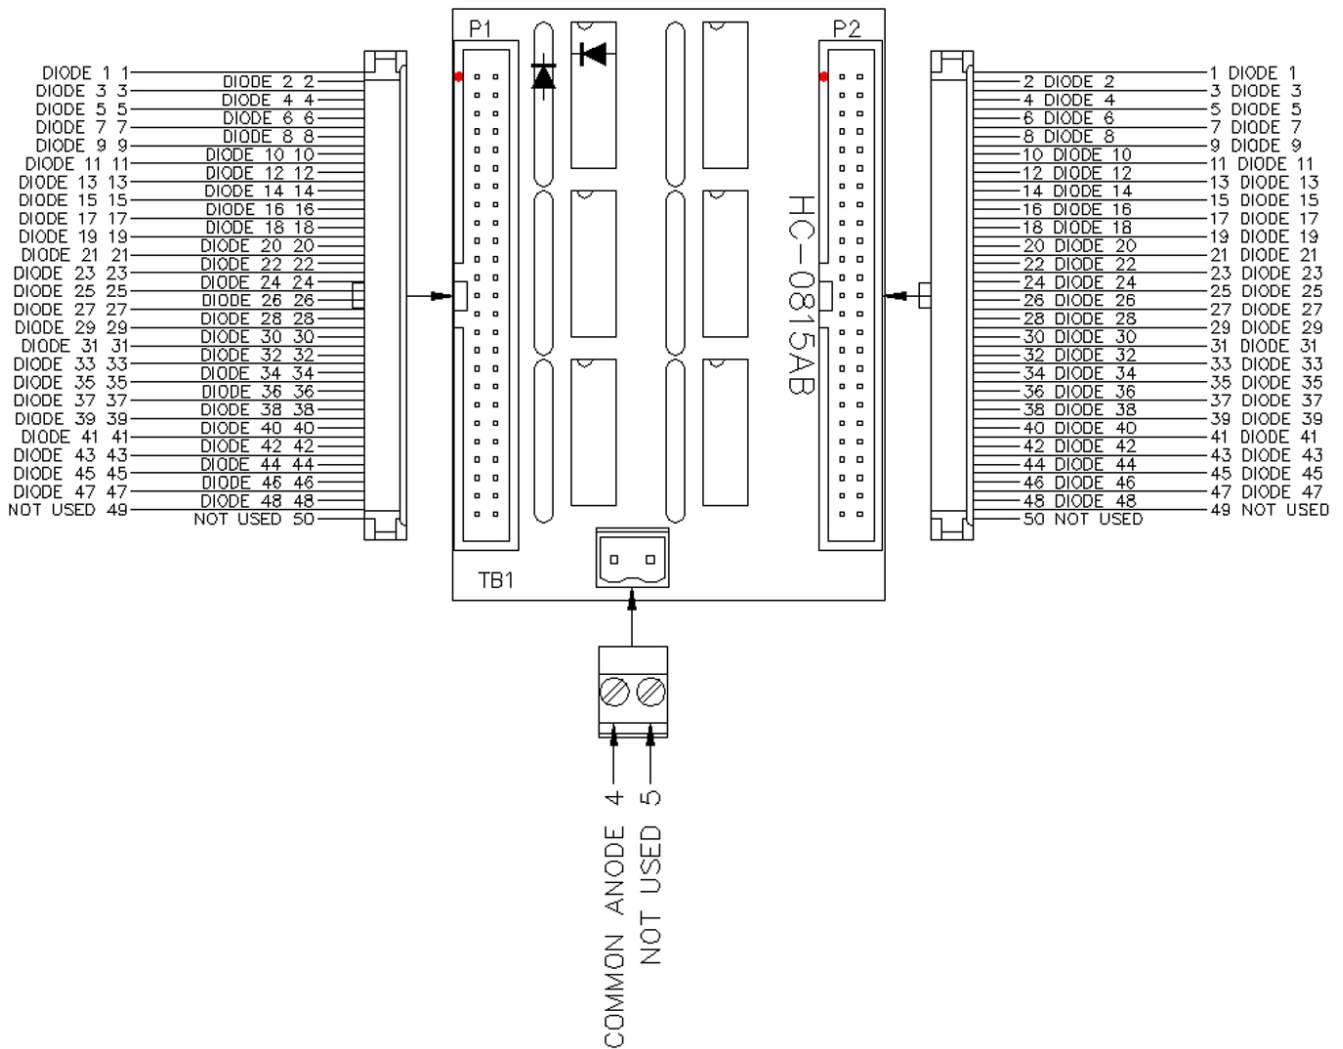 P1
P2
DIODE 1 1
DIODE 2 2
DIODE 3 3
DIODE 4 4
DIODE 5 5
DIODE 6 6
DIODE 7 7
DIODE 8 8
DIODE 9 9
DIODE 10 10
DIODE 11 11
DIODE 12 12
DIODE 13 13
DIODE 14 14
DIODE 15 15
DIODE 16 16
DIODE 17 17
DIODE 18 18
DIODE 19 19
DIODE 20 20
DIODE 21 21
DIODE 22 22
DIODE 23 23
DIODE 24 24
DIODE 25 25
DIODE 26 26
DIODE 27 27
DIODE 28 28
DIODE 29 29
DIODE 30 30
DIODE 31 31
DIODE 32 32
DIODE 33 33
DIODE 34 34
DIODE 35 35
DIODE 36 36
DIODE 37 37
DIODE 38 38
DIODE 39 39
DIODE 40 40
DIODE 41 41
DIODE 42 42
DIODE 43 43
DIODE 44 44
DIODE 45 45
DIODE 46 46
DIODE 47 47
DIODE 48 48
NOT USED 49
NOT USED 50
HC-0815AB
1 DIODE 1
2 DIODE 2
3 DIODE 3
4 DIODE 4
5 DIODE 5
6 DIODE 6
7 DIODE 7
8 DIODE 8
9 DIODE 9
10 DIODE 10
11 DIODE 11
12 DIODE 12
13 DIODE 13
14 DIODE 14
15 DIODE 15
16 DIODE 16
17 DIODE 17
18 DIODE 18
19 DIODE 19
20 DIODE 20
21 DIODE 21
22 DIODE 22
23 DIODE 23
24 DIODE 24
25 DIODE 25
26 DIODE 26
27 DIODE 27
28 DIODE 28
29 DIODE 29
30 DIODE 30
31 DIODE 31
32 DIODE 32
33 DIODE 33
34 DIODE 34
35 DIODE 35
36 DIODE 36
37 DIODE 37
38 DIODE 38
39 DIODE 39
40 DIODE 40
41 DIODE 41
42 DIODE 42
43 DIODE 43
44 DIODE 44
45 DIODE 45
46 DIODE 46
47 DIODE 47
48 DIODE 48
49 NOT USED
50 NOT USED
TB1
COMMON ANODE 4
NOT USED 5